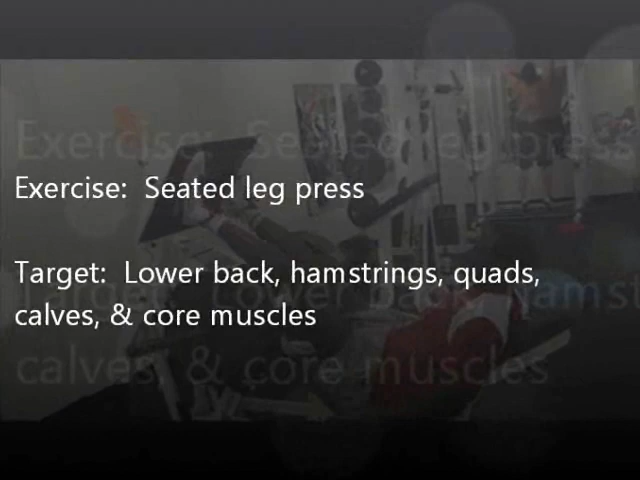 Exercise: Seated leg press
Target: Lower back, hamstrings, quads,
calves, & core muscles